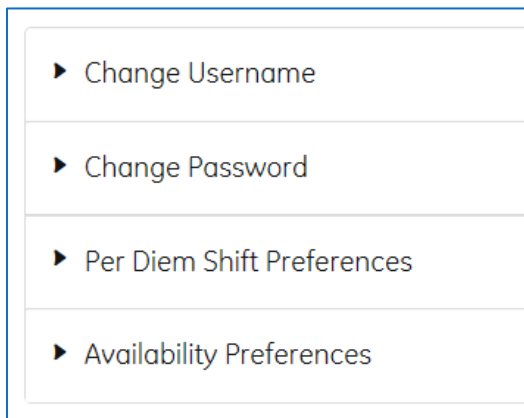 Change Username
Change Password
Per Diem Shift Preferences
Availability Preferences